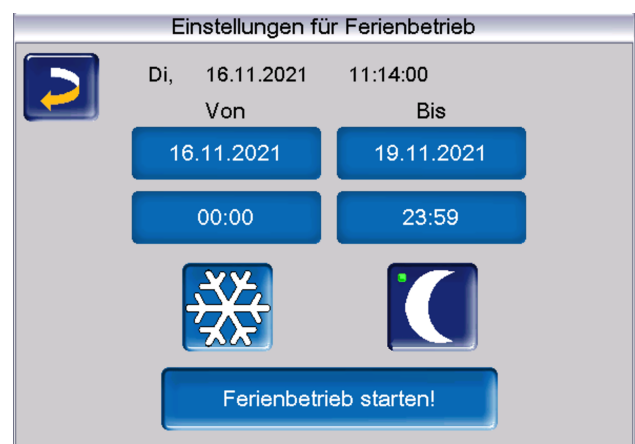 Einstellungen für Ferienbetrieb
Di, 16.11.2021 11:14:00
Von Bis
16.11.2021 19.11.2021
00:00 23:59
Ferienbetrieb starten!